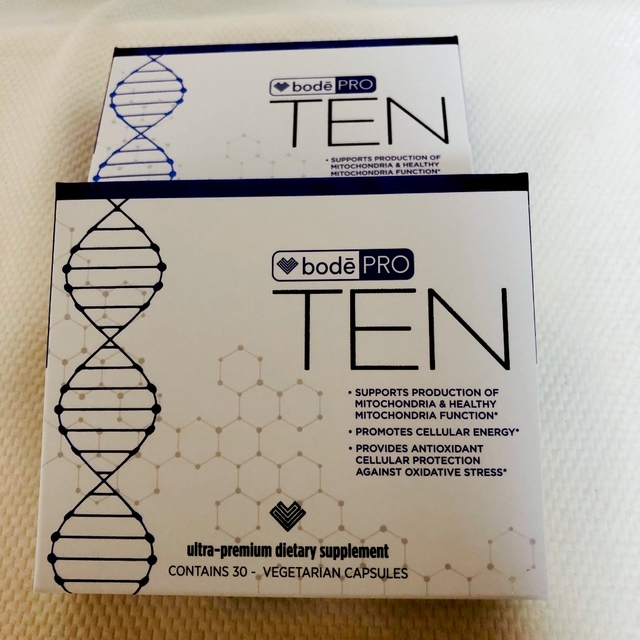 bodē PRO
TEN
• SUPPORTS PRODUCTION OF
MITOCHONDRIA & HEALTHY
MITOCHONDRIA FUNCTION*
bodē PRO
TEN
• SUPPORTS PRODUCTION OF
MITOCHONDRIA & HEALTHY
MITOCHONDRIA FUNCTION*
• PROMOTES CELLULAR ENERGY*
• PROVIDES ANTIOXIDANT
CELLULAR PROTECTION
AGAINST OXIDATIVE STRESS*
ultra-premium dietary supplement
CONTAINS 30 - VEGETARIAN CAPSULES